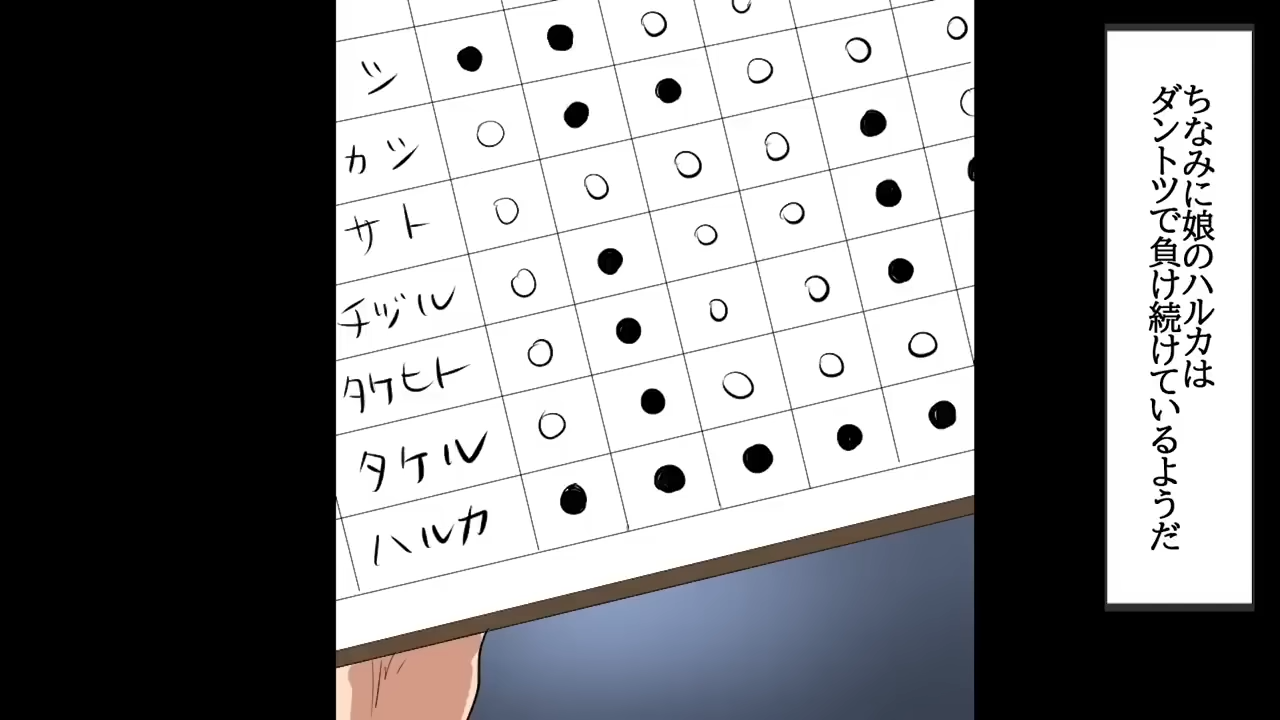 ちなみに娘のハルカは
ダントツで負け続けているようだ
ツ
カツ
サト
チヅル
タケヒト
タケル
ハルカ